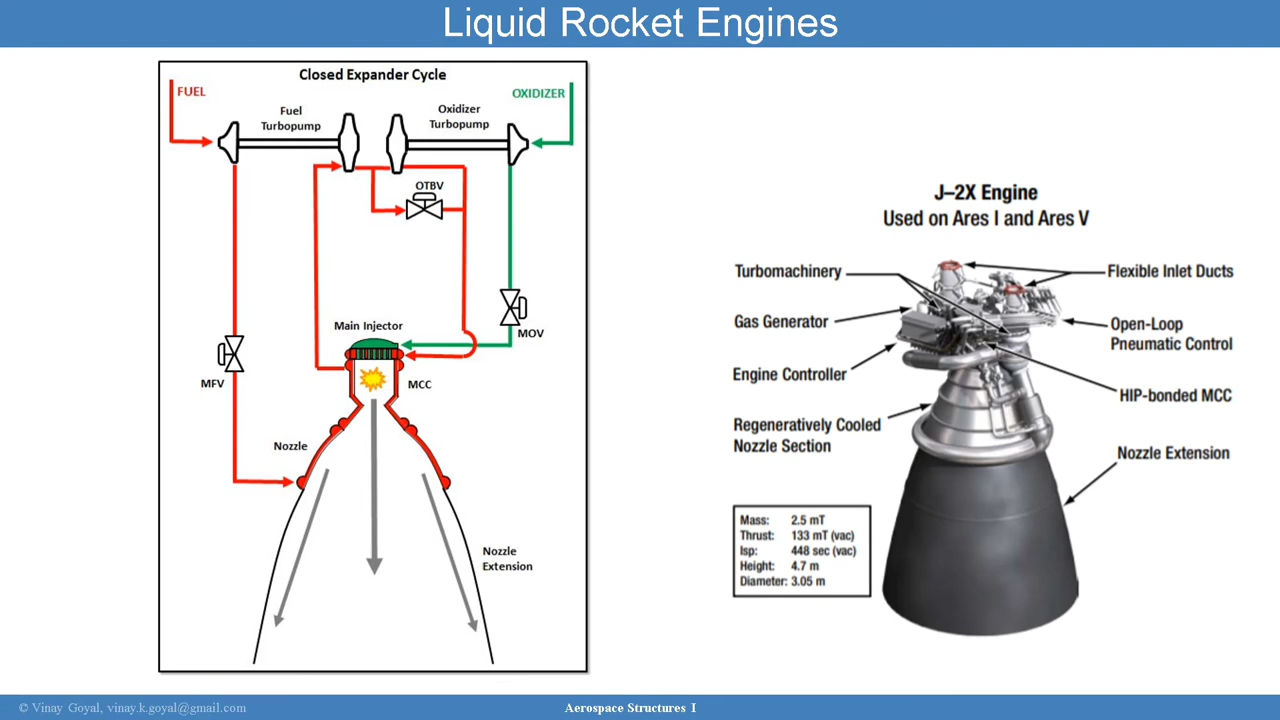 Liquid Rocket Engines
Closed Expander Cycle
FUEL
OXIDIZER
Fuel
Turbopump
Oxidizer
Turbopump
OTBV
MOV
Main Injector
MFV
MCC
Nozzle
Nozzle
Extension
J–2X Engine
Used on Ares I and Ares V
Turbomachinery
Flexible Inlet Ducts
Gas Generator
Open-Loop
Pneumatic Control
Engine Controller
HIP-bonded MCC
Regeneratively Cooled
Nozzle Section
Nozzle Extension
Mass: 2.5 mT
Thrust: 133 mT (vac)
Isp: 448 sec (vac)
Height: 4.7 m
Diameter: 3.05 m
© Vinay Goyal, vinay.k.goyal@gmail.com
Aerospace Structures I